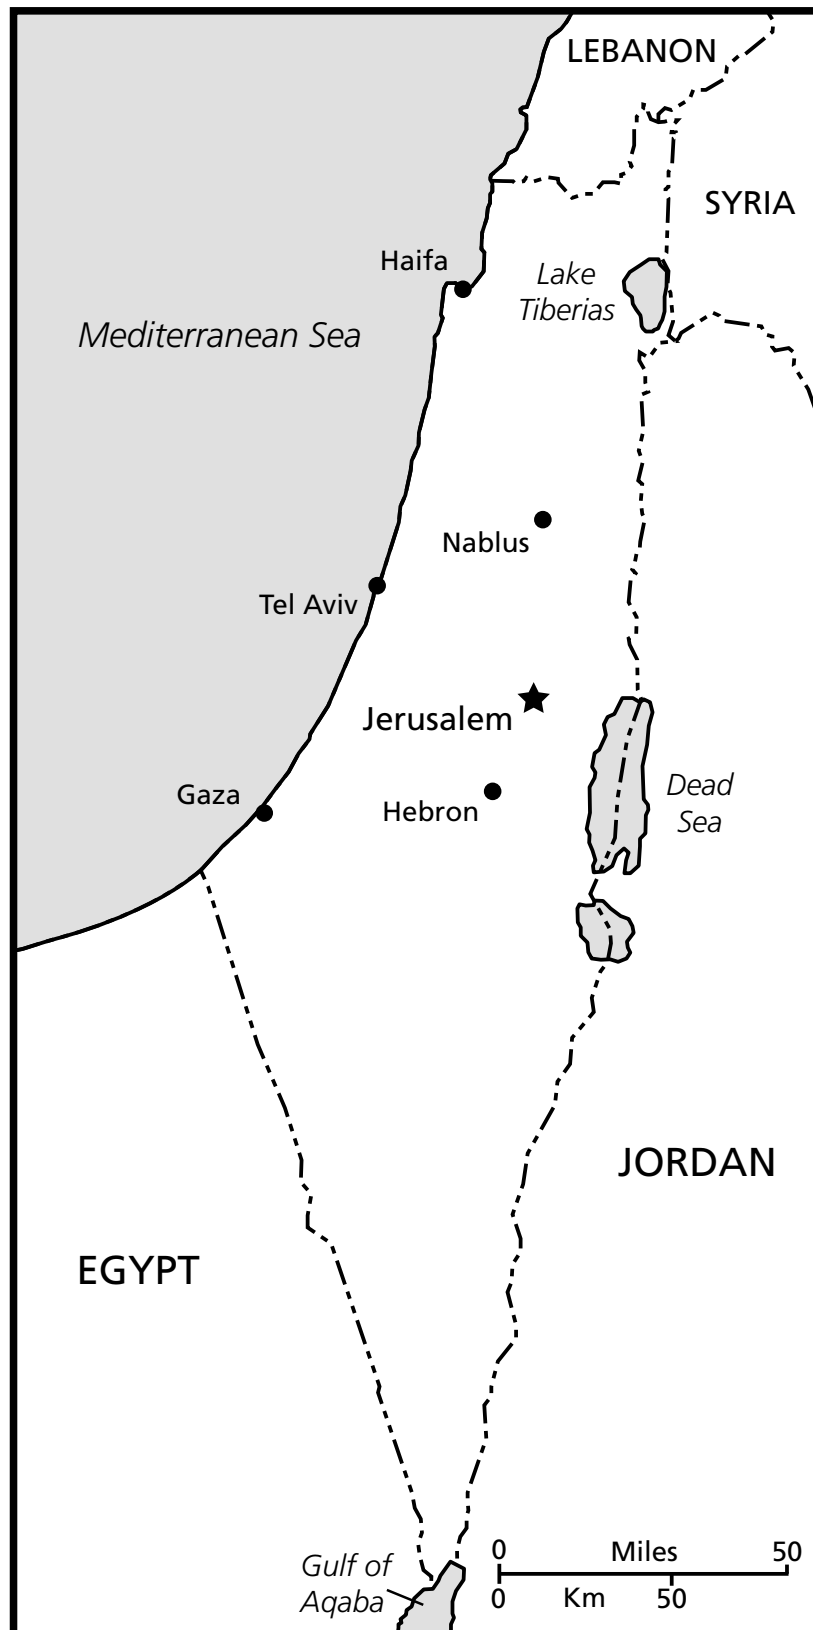 LEBANON
SYRIA
Haifa
Lake
Tiberias
Mediterranean Sea
Nablus
Tel Aviv
Jerusalem
Gaza
Hebron
Dead
Sea
JORDAN
EGYPT
Gulf of
Aqaba
0 Miles 50
0 Km 50